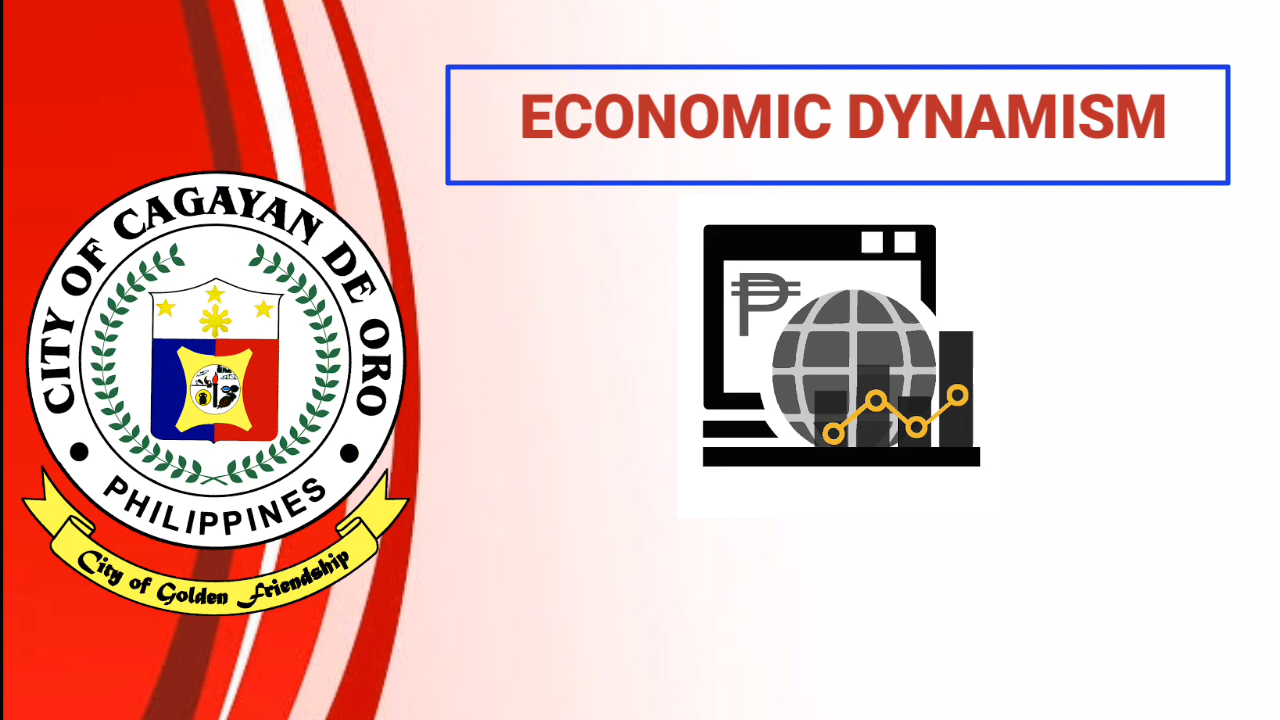 ECONOMIC DYNAMISM
₱
CITY OF CAGAYAN DE ORO
PHILIPPINES
City of Golden Friendship